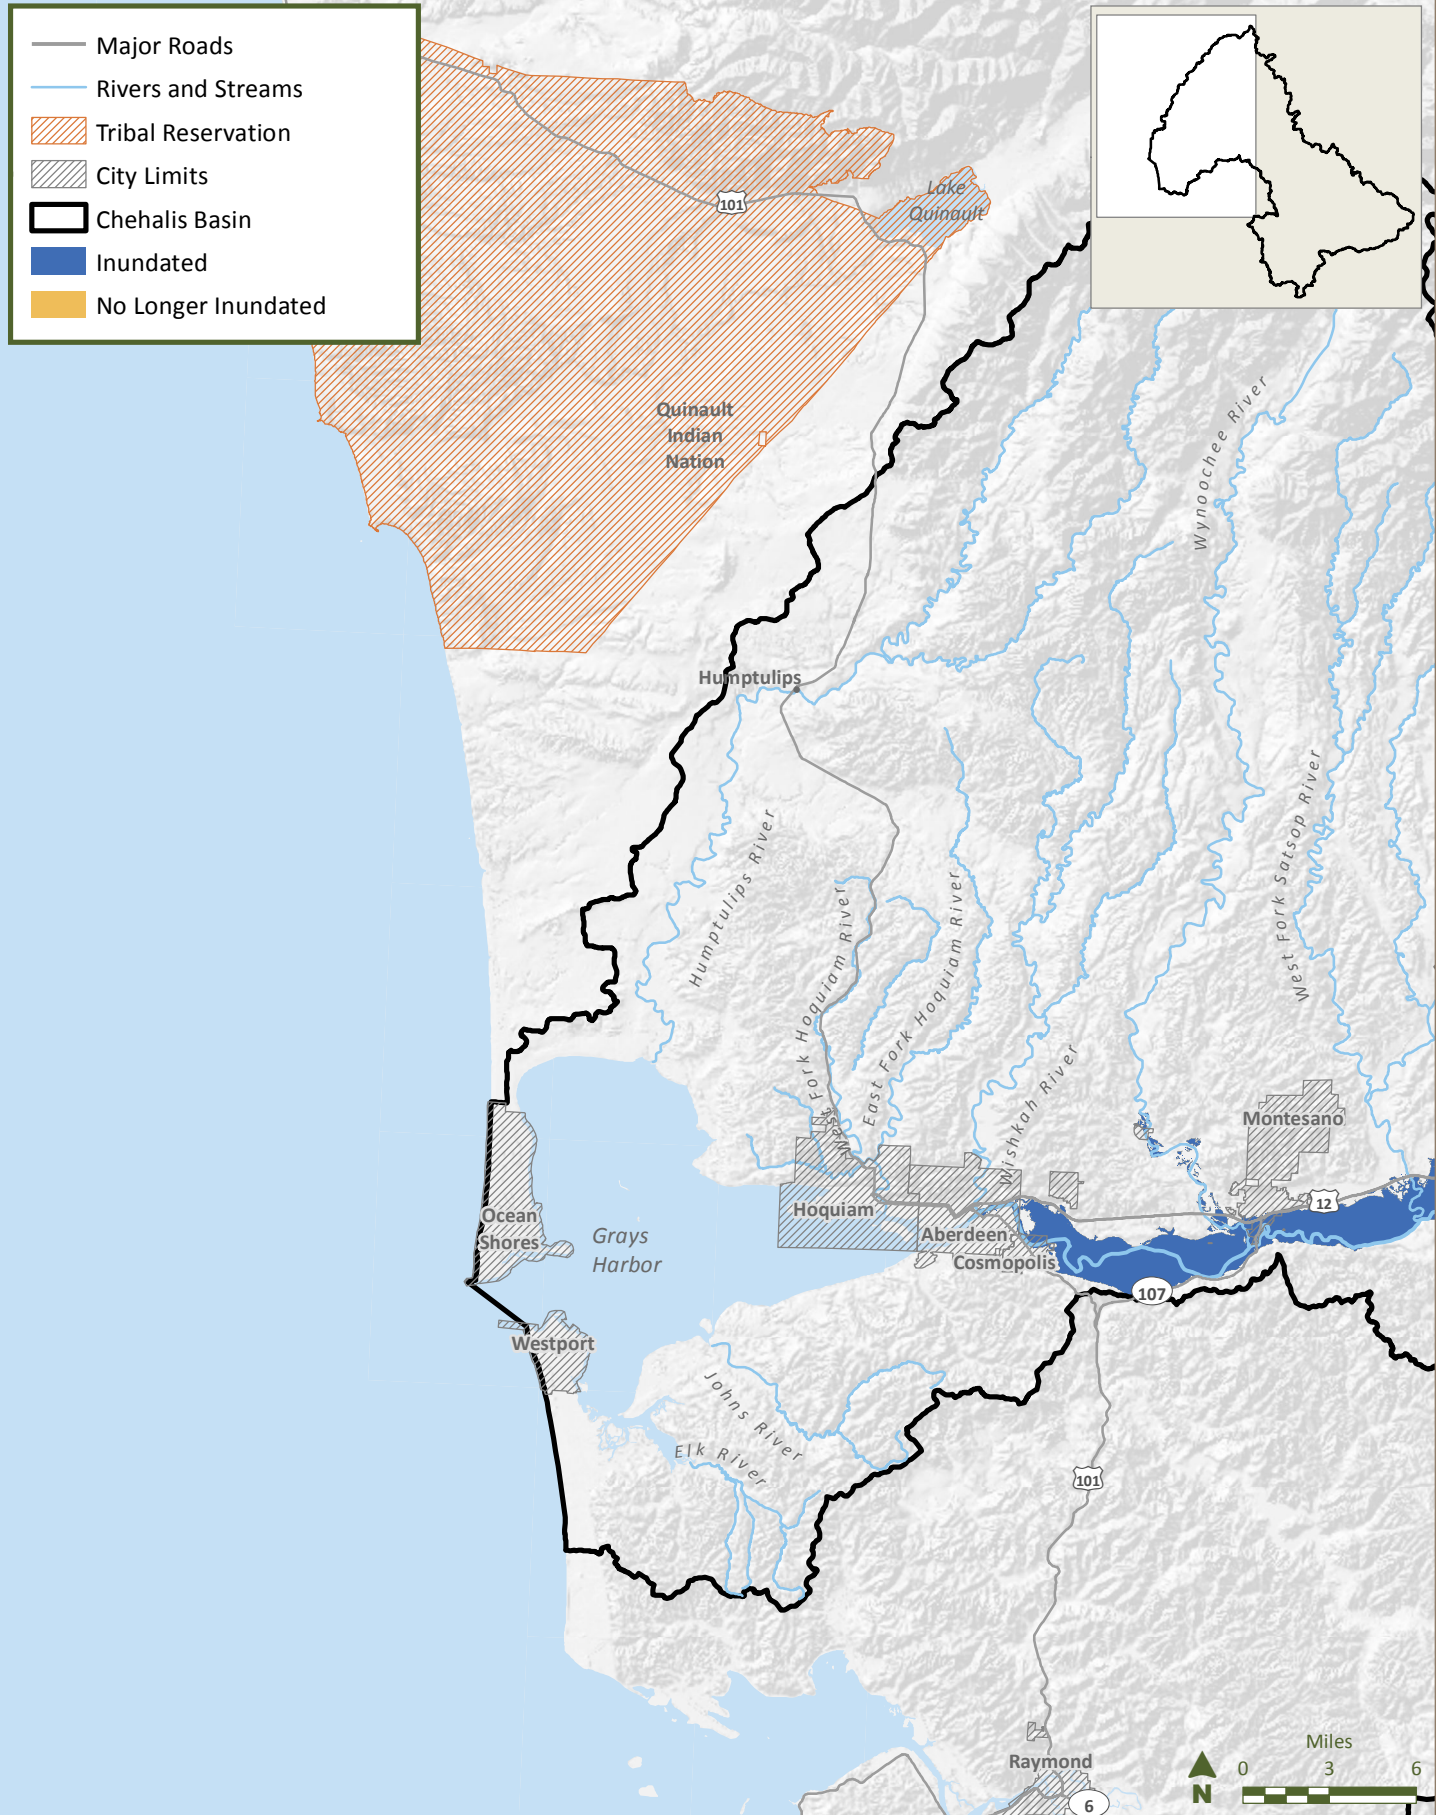 Major Roads
Rivers and Streams
Tribal Reservation
City Limits
Chehalis Basin
Inundated
No Longer Inundated
101
Lake
Quinault
Quinault
Indian
Nation
Wynoochee River
Humptulips
Humptulips River
West Fork Hoquiam River
East Fork Hoquiam River
Wishkah River
West Fork Satsop River
Montesano
12
Hoquiam
Aberdeen
Cosmopolis
107
Ocean
Shores
Grays
Harbor
Westport
Johns River
Elk River
101
Raymond
6
Miles
0 3 6
N